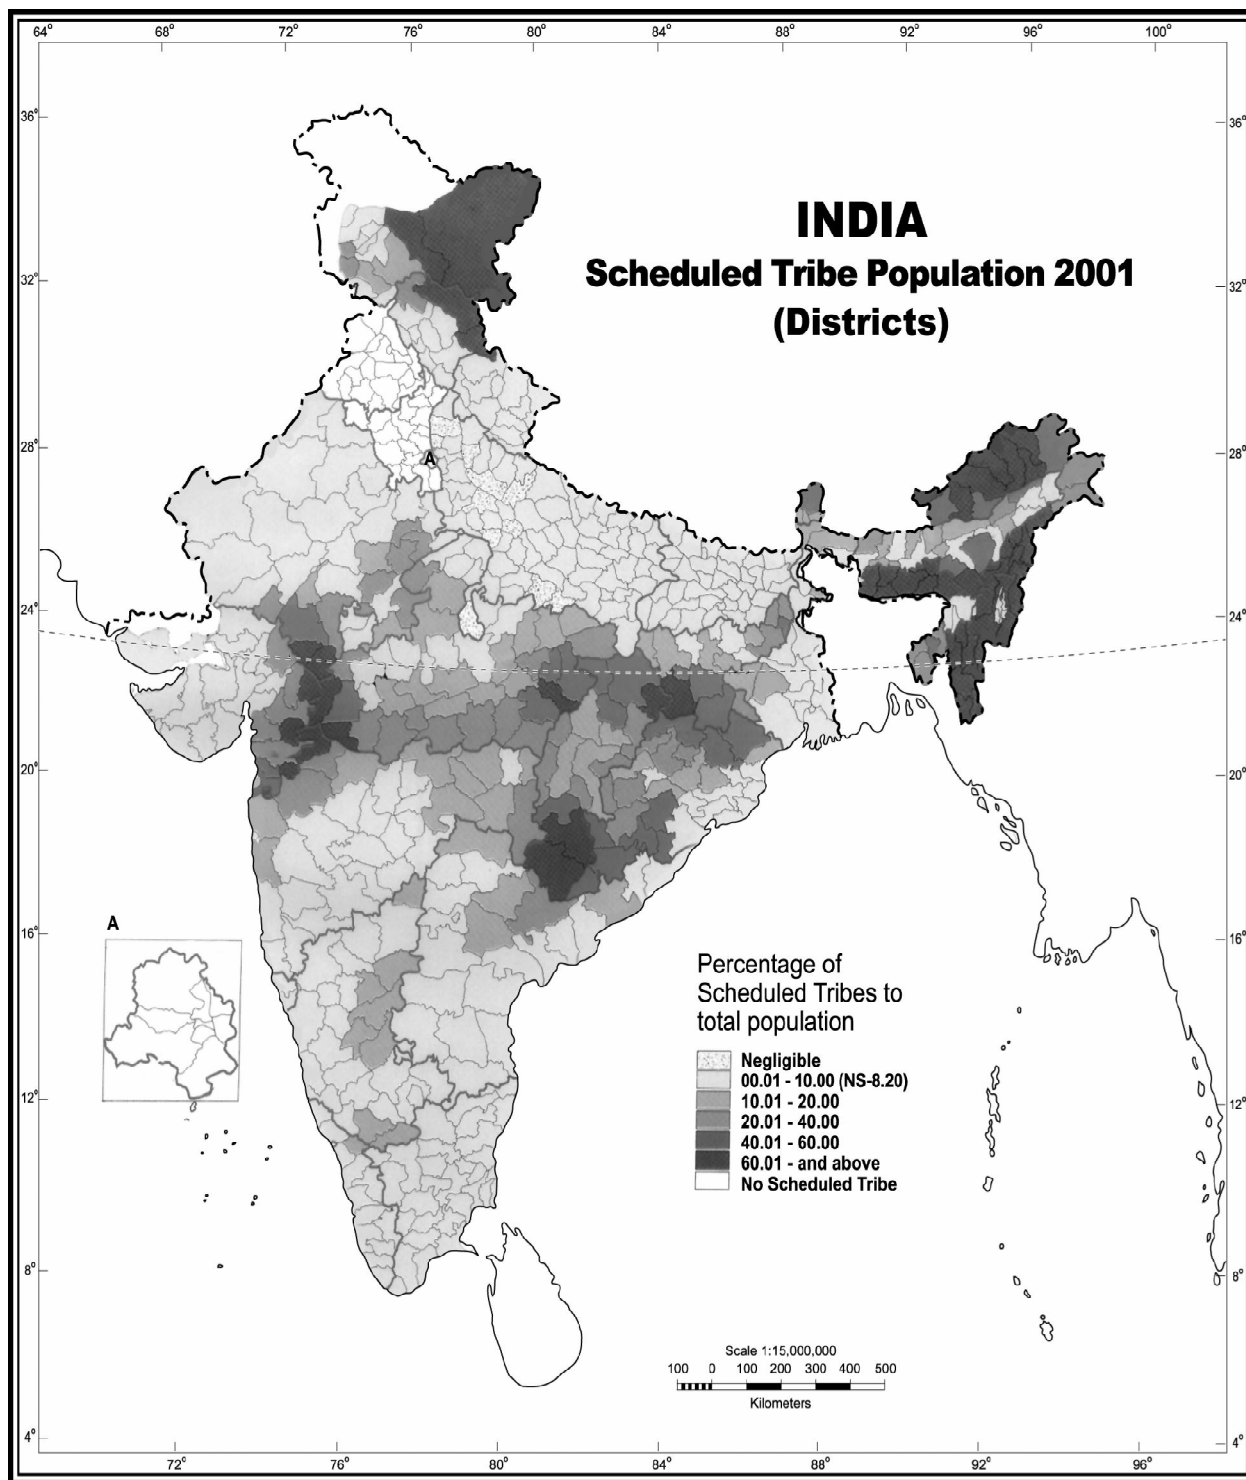 64° 68° 72° 76° 80° 84° 88° 92° 96° 100°
36° 36°
INDIA
Scheduled Tribe Population 2001
(Districts)
32° 32°
28° 28°
A
24° 24°
20° 20°
A
16° 16°
Percentage of
Scheduled Tribes to
total population
Negligible
00.01 - 10.00 (NS-8.20)
10.01 - 20.00
20.01 - 40.00
40.01 - 60.00
60.01 - and above
No Scheduled Tribe
12° 12°
8° 8°
Scale 1:15,000,000
100 0 100 200 300 400 500
Kilometers
4° 4°
72° 76° 80° 84° 88° 92° 96°